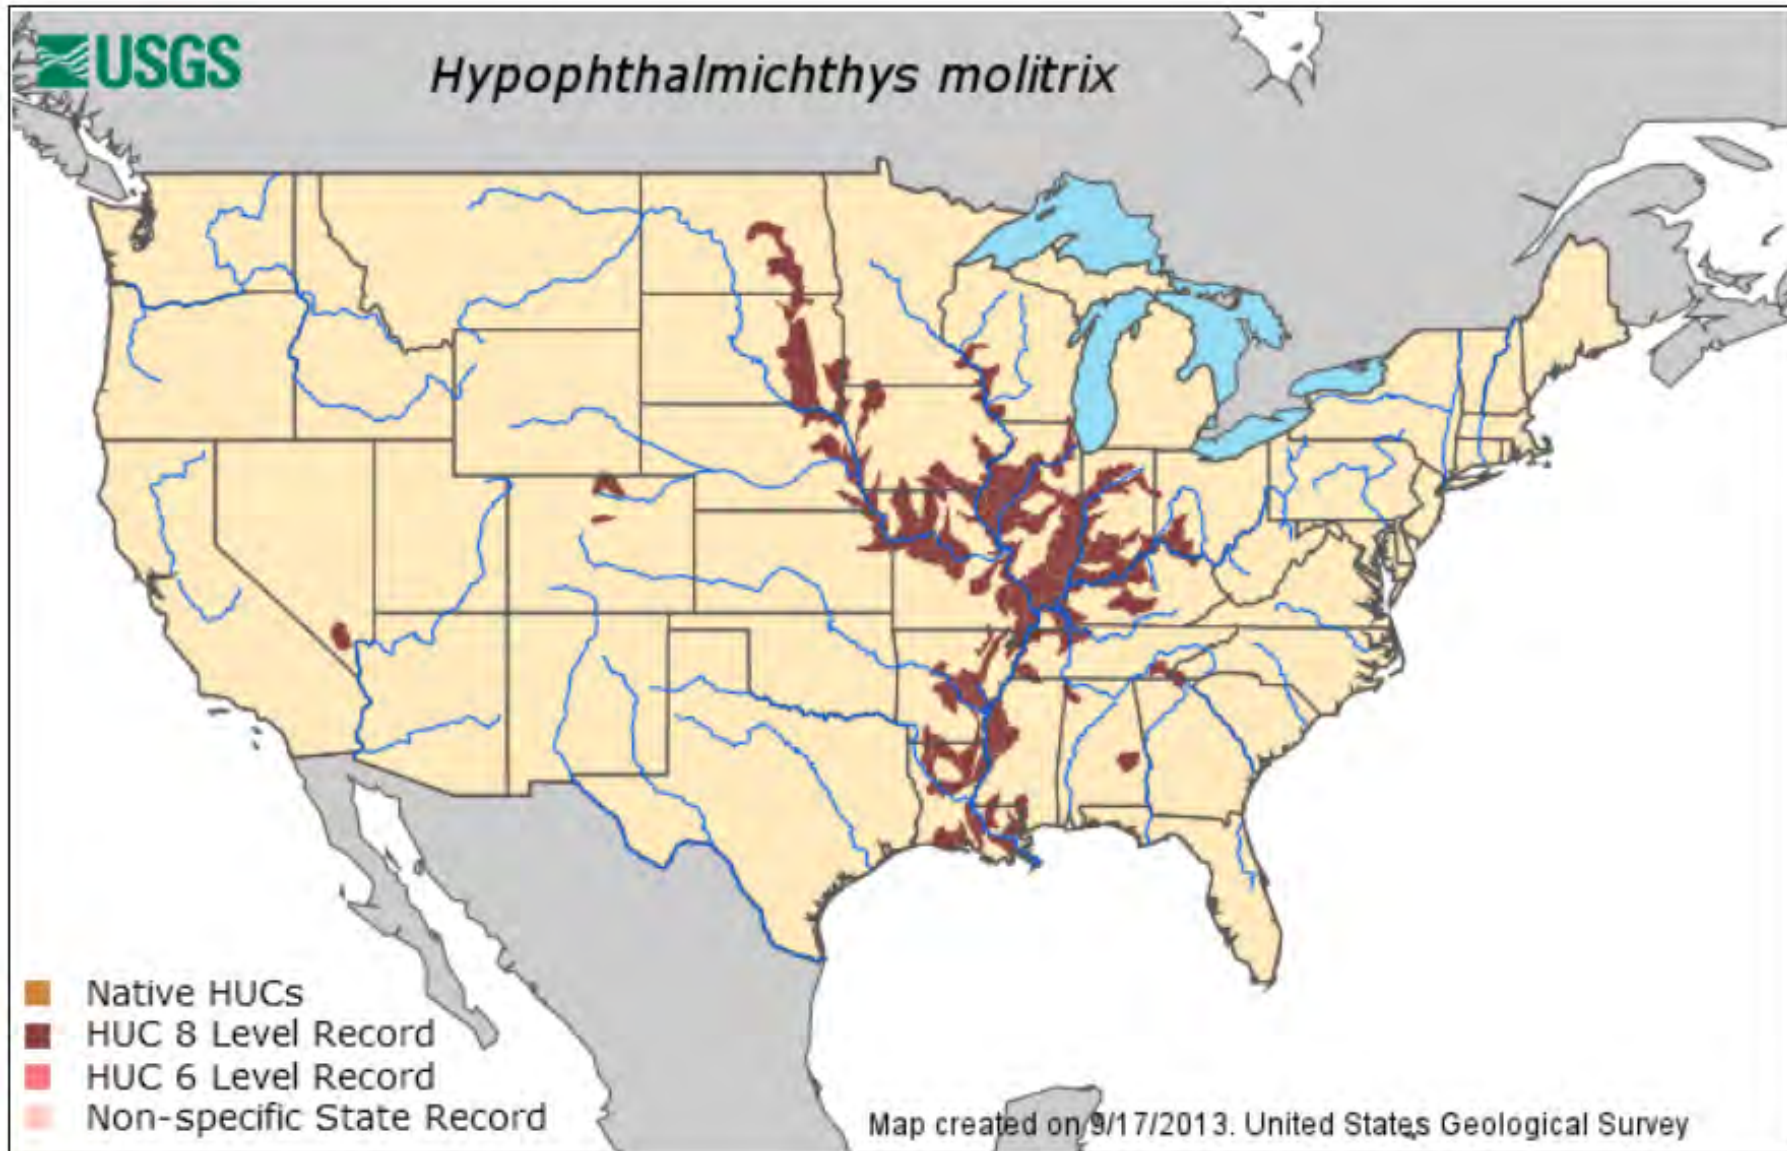 USGS
Hypophthalmichthys molitrix
Native HUCs
HUC 8 Level Record
HUC 6 Level Record
Non-specific State Record
Map created on 9/17/2013. United States Geological Survey